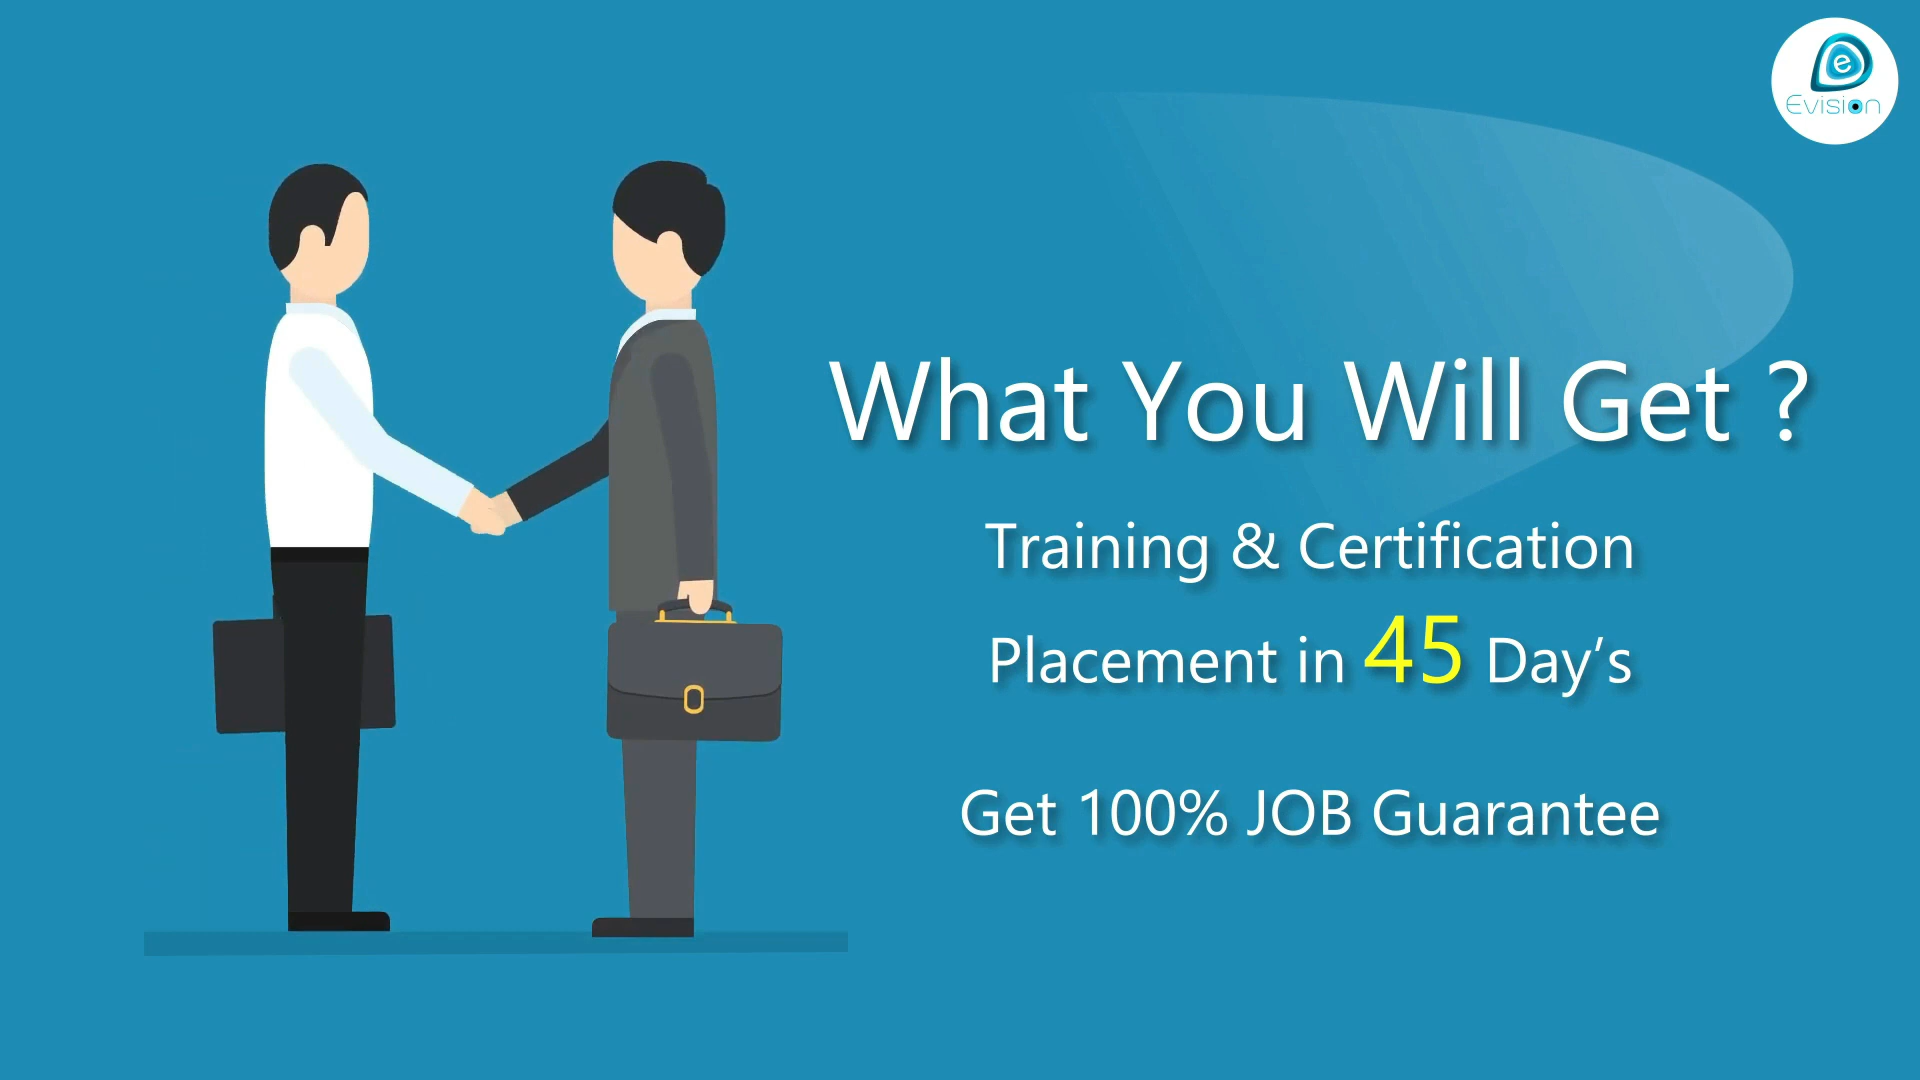 e
Evision
What You Will Get ?
Training & Certification
Placement in 45 Day‘s
Get 100% JOB Guarantee